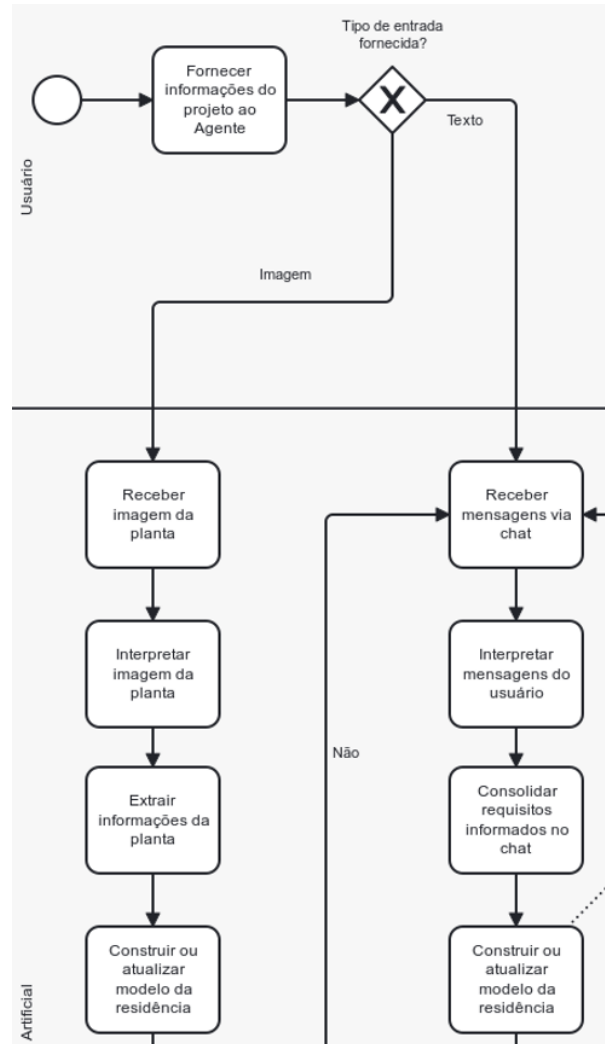 Tipo de entrada
fornecida?
Fornecer
informações do
projeto ao
Agente
Texto
Usuário
Imagem
Receber
imagem da
planta
Receber
mensagens via
chat
Interpretar
imagem da
planta
Interpretar
mensagens do
usuário
Não
Extrair
informações da
planta
Consolidar
requisitos
informados no
chat
Construir ou
atualizar
modelo da
residência
Construir ou
atualizar
modelo da
residência
Artificial